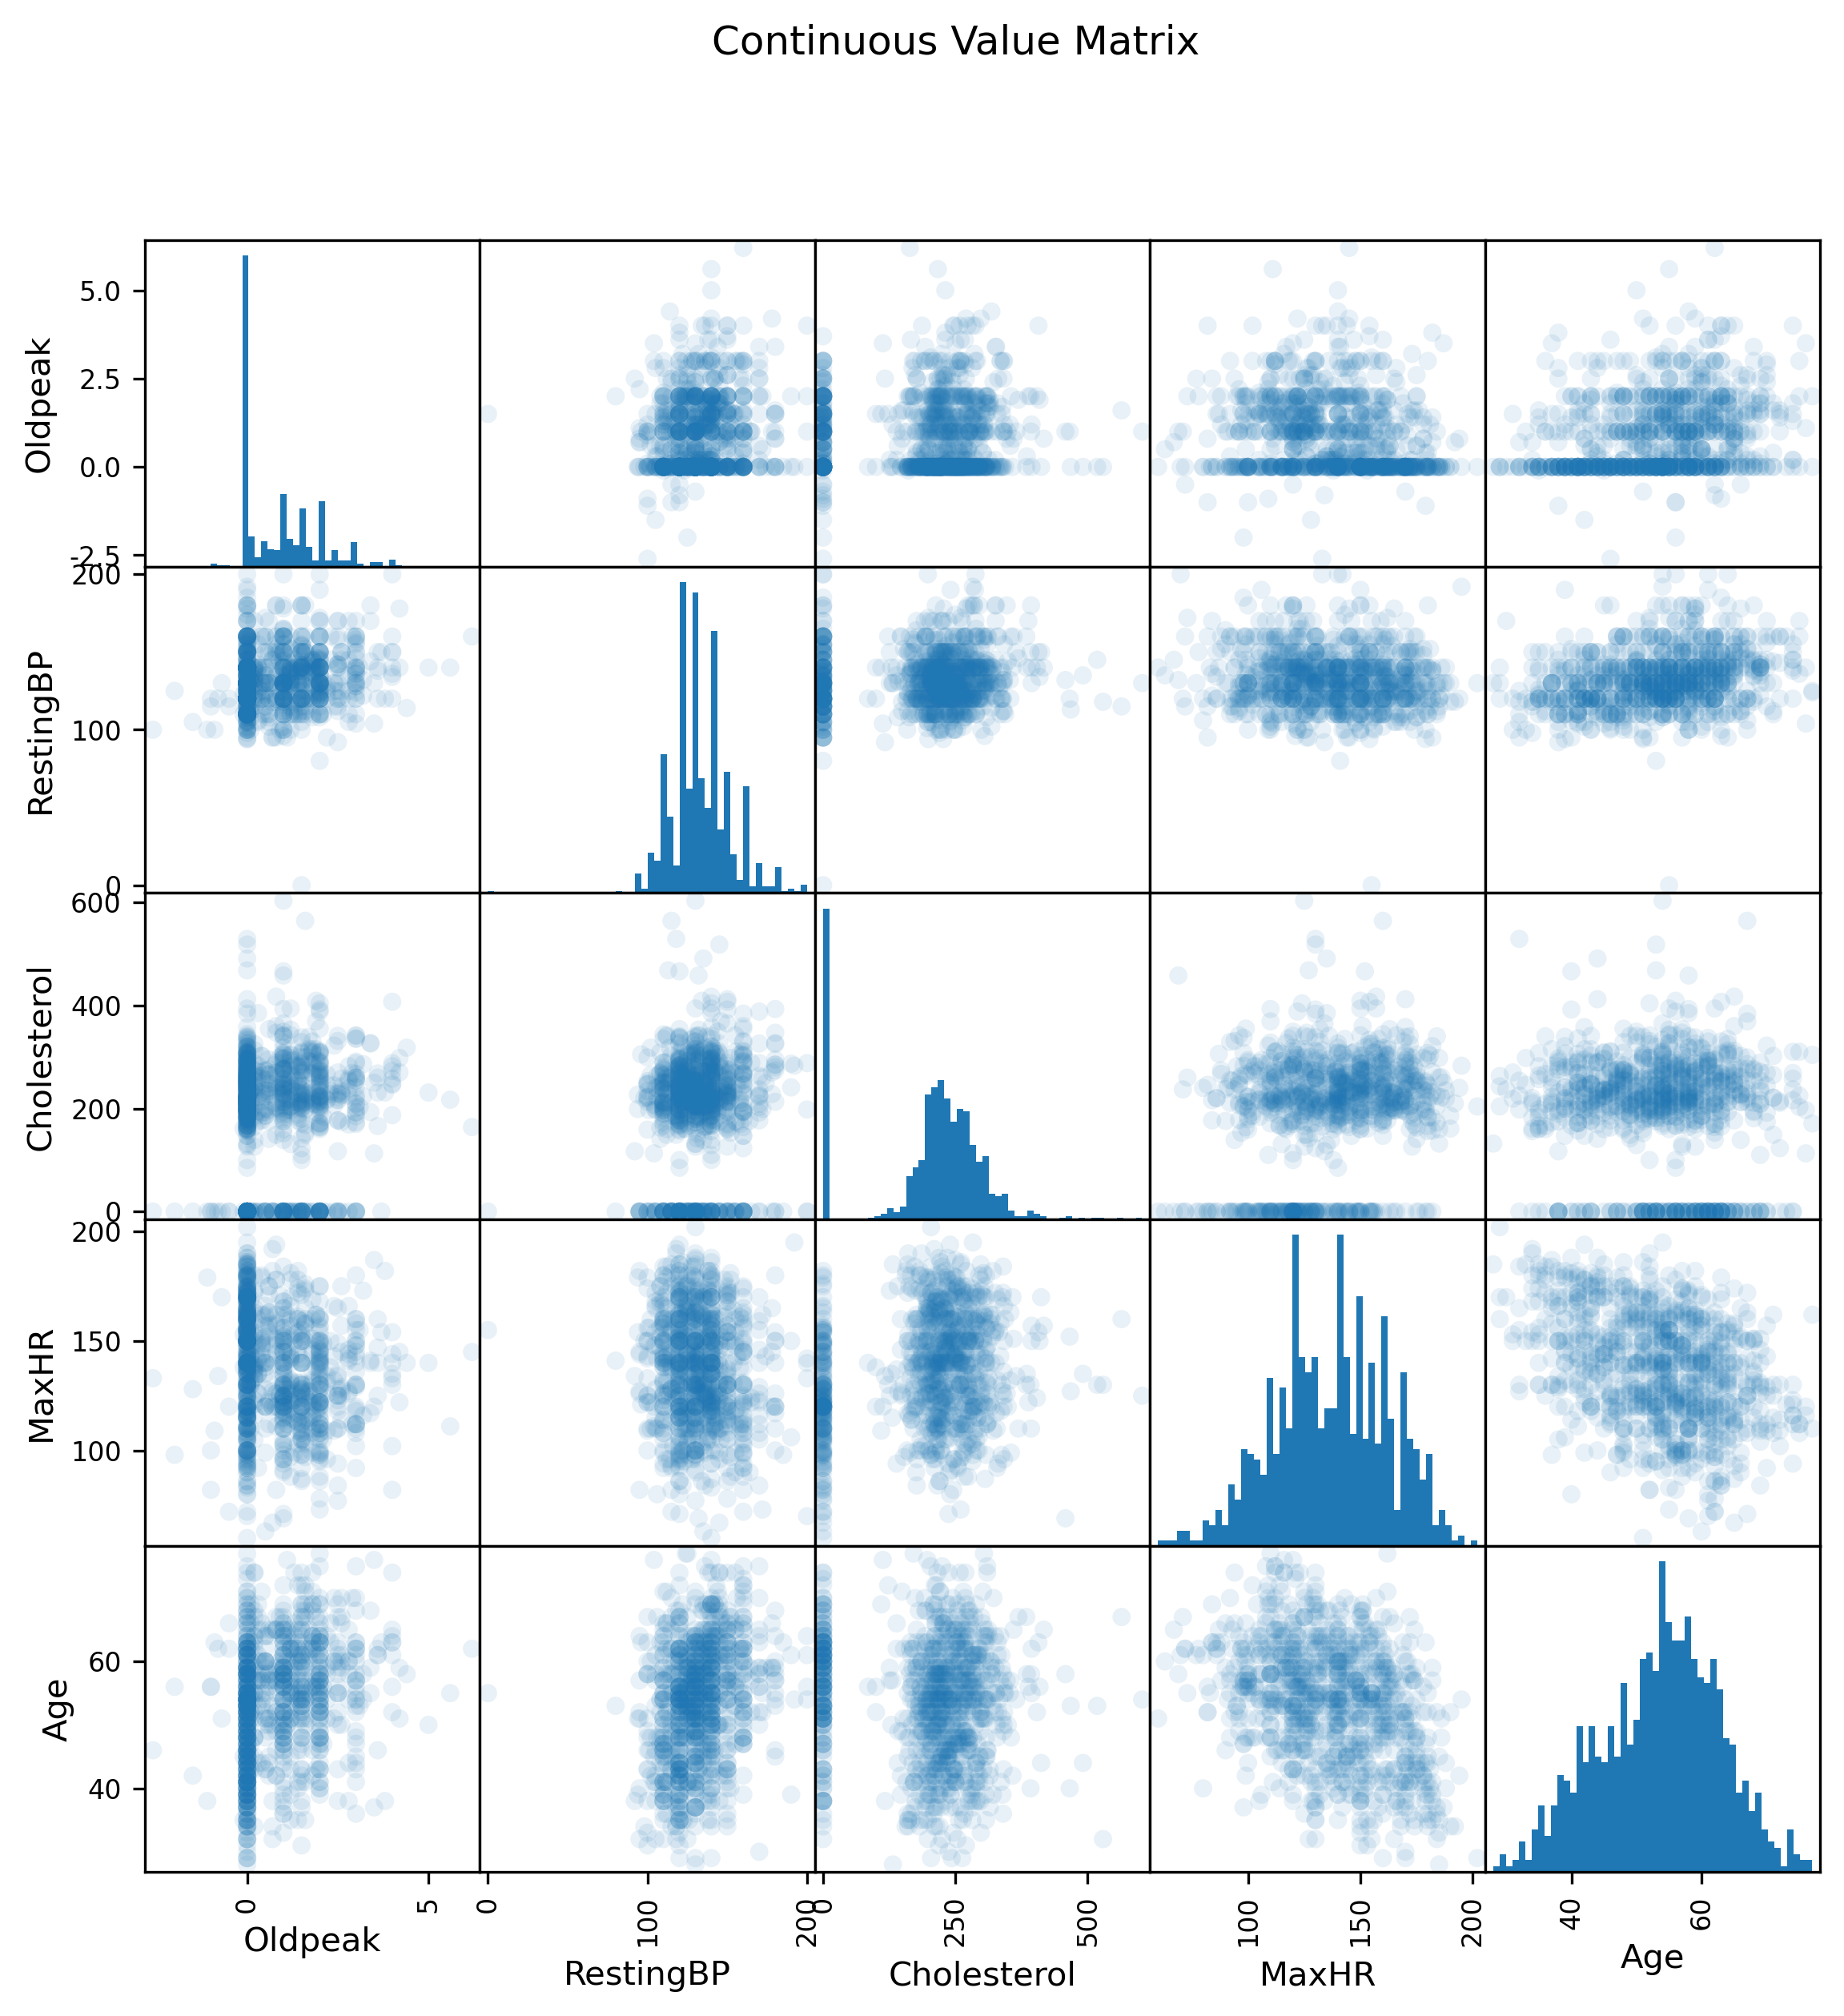 Continuous Value Matrix
Oldpeak
5.0
2.5
0.0
-2.5
RestingBP
200
100
0
Cholesterol
600
400
200
0
MaxHR
200
150
100
Age
60
40
0 5
0 100 200
0 250 500
100 150 200
40 60
Oldpeak
RestingBP
Cholesterol
MaxHR
Age